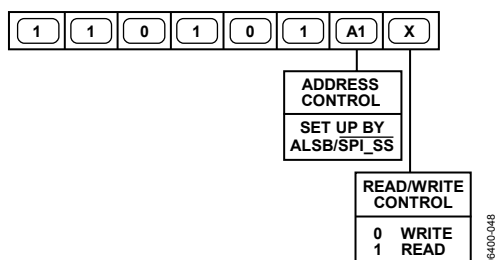 1 1 0 1 0 1 A1 X
ADDRESS
CONTROL
SET UP BY
ALSB/SPI_SS
READ/WRITE
CONTROL
0 WRITE
1 READ
6400-048